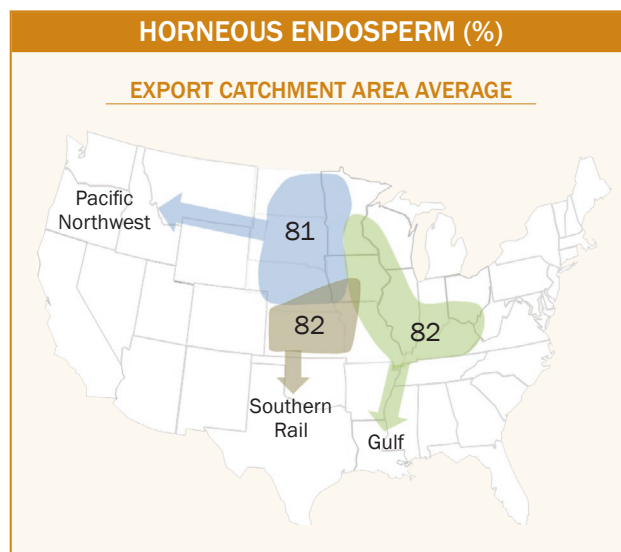 HORNEOUS ENDOSPERM (%)
EXPORT CATCHMENT AREA AVERAGE
Pacific
Northwest
81
82
82
Southern
Rail
Gulf